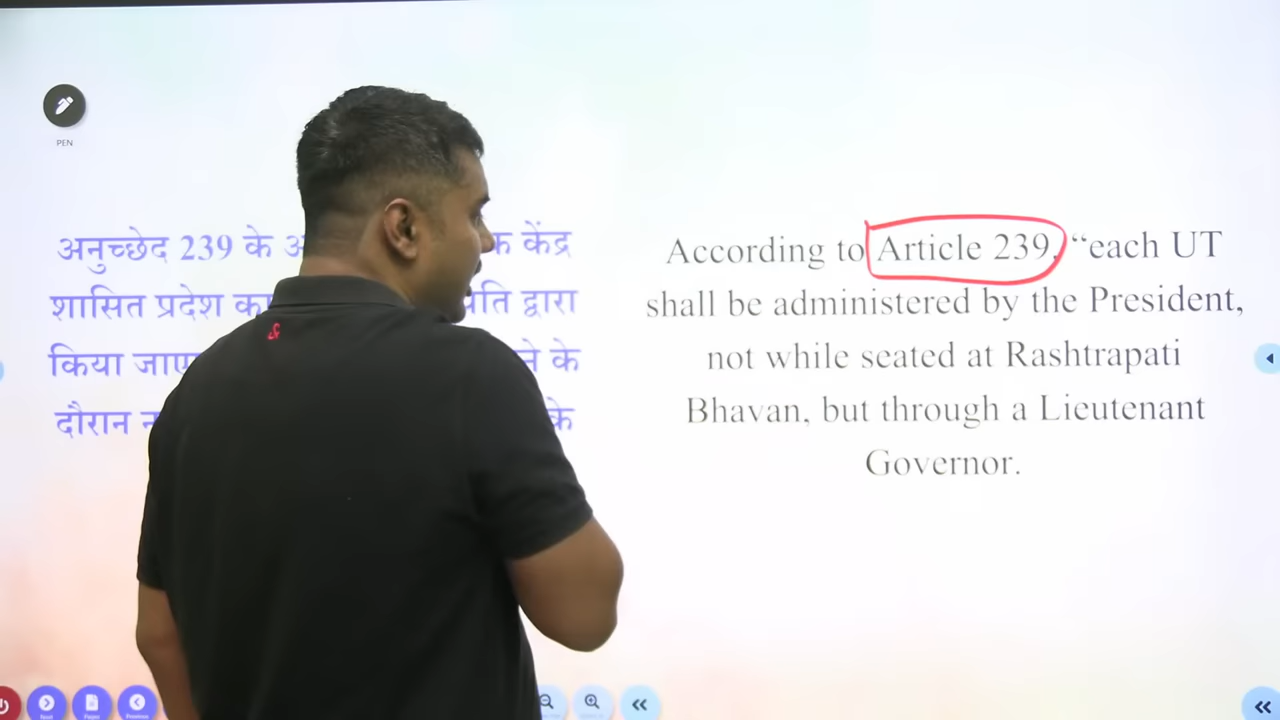 PEN
अनुच्छेद 239 के
केंद्र
शासित प्रदेश
द्वारा
किया
के
दौरान
के
According to Article 239, “each UT
shall be administered by the President,
not while seated at Rashtrapati
Bhavan, but through a Lieutenant
Governor.